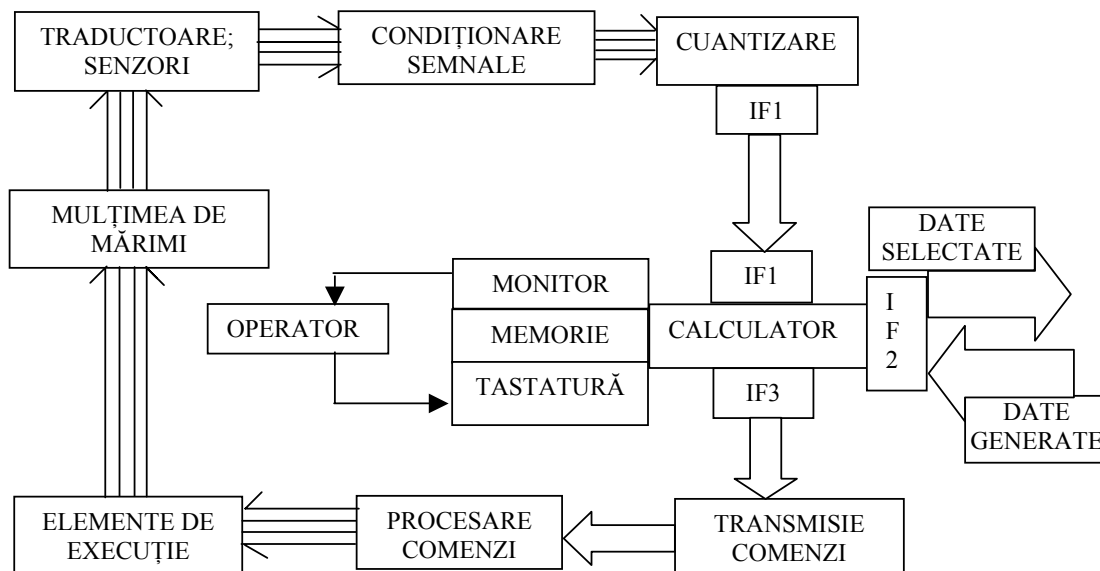 TRADUCTOARE;
SENZORI
CONDIȚIONARE
SEMNALE
CUANTIZARE
IF1
MULȚIMEA DE
MĂRIMI
DATE
SELECTATE
IF1
MONITOR
OPERATOR
MEMORIE
CALCULATOR
I
F
2
TASTATURĂ
IF3
DATE
GENERATE
ELEMENTE DE
EXECUȚIE
PROCESARE
COMENZI
TRANSMISIE
COMENZI